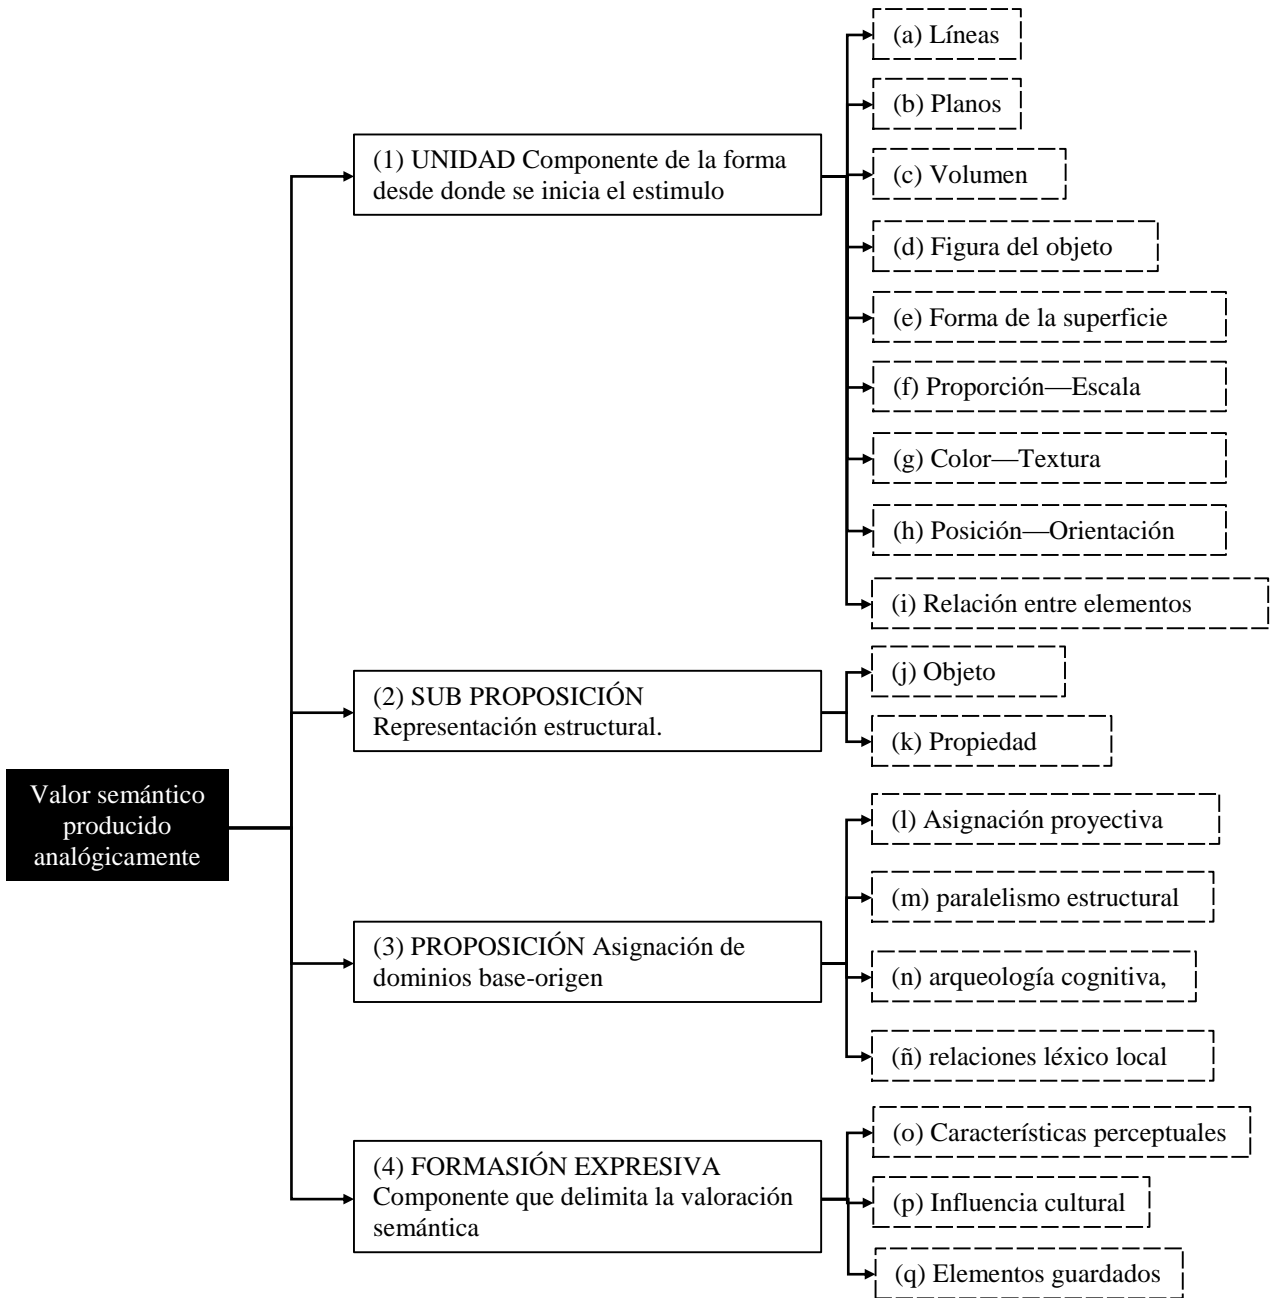 (a) Líneas
(b) Planos
(1) UNIDAD Componente de la forma
desde donde se inicia el estimulo
(c) Volumen
(d) Figura del objeto
(e) Forma de la superficie
(f) Proporción—Escala
(g) Color—Textura
(h) Posición—Orientación
(i) Relación entre elementos
(2) SUB PROPOSICIÓN
Representación estructural.
(j) Objeto
(k) Propiedad
Valor semántico
producido
analógicamente
(l) Asignación proyectiva
(m) paralelismo estructural
(3) PROPOSICIÓN Asignación de
dominios base-origen
(n) arqueología cognitiva,
(ñ) relaciones léxico local
(4) FORMASIÓN EXPRESIVA
Componente que delimita la valoración
semántica
(o) Características perceptuales
(p) Influencia cultural
(q) Elementos guardados